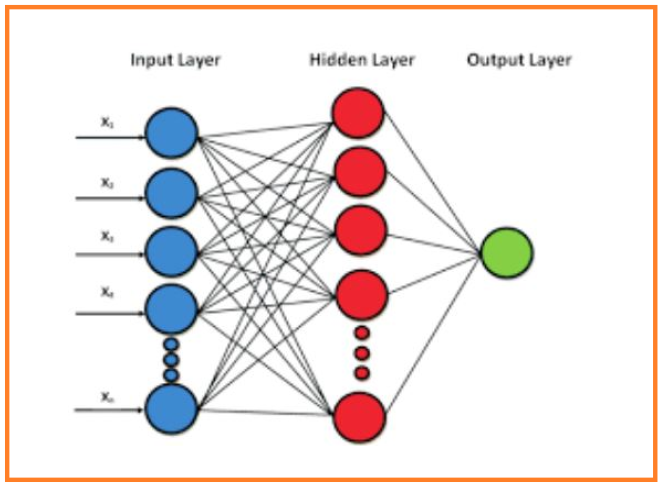 Input Layer Hidden Layer Output Layer
X₁
X₂
X₃
X₄
Xₙ